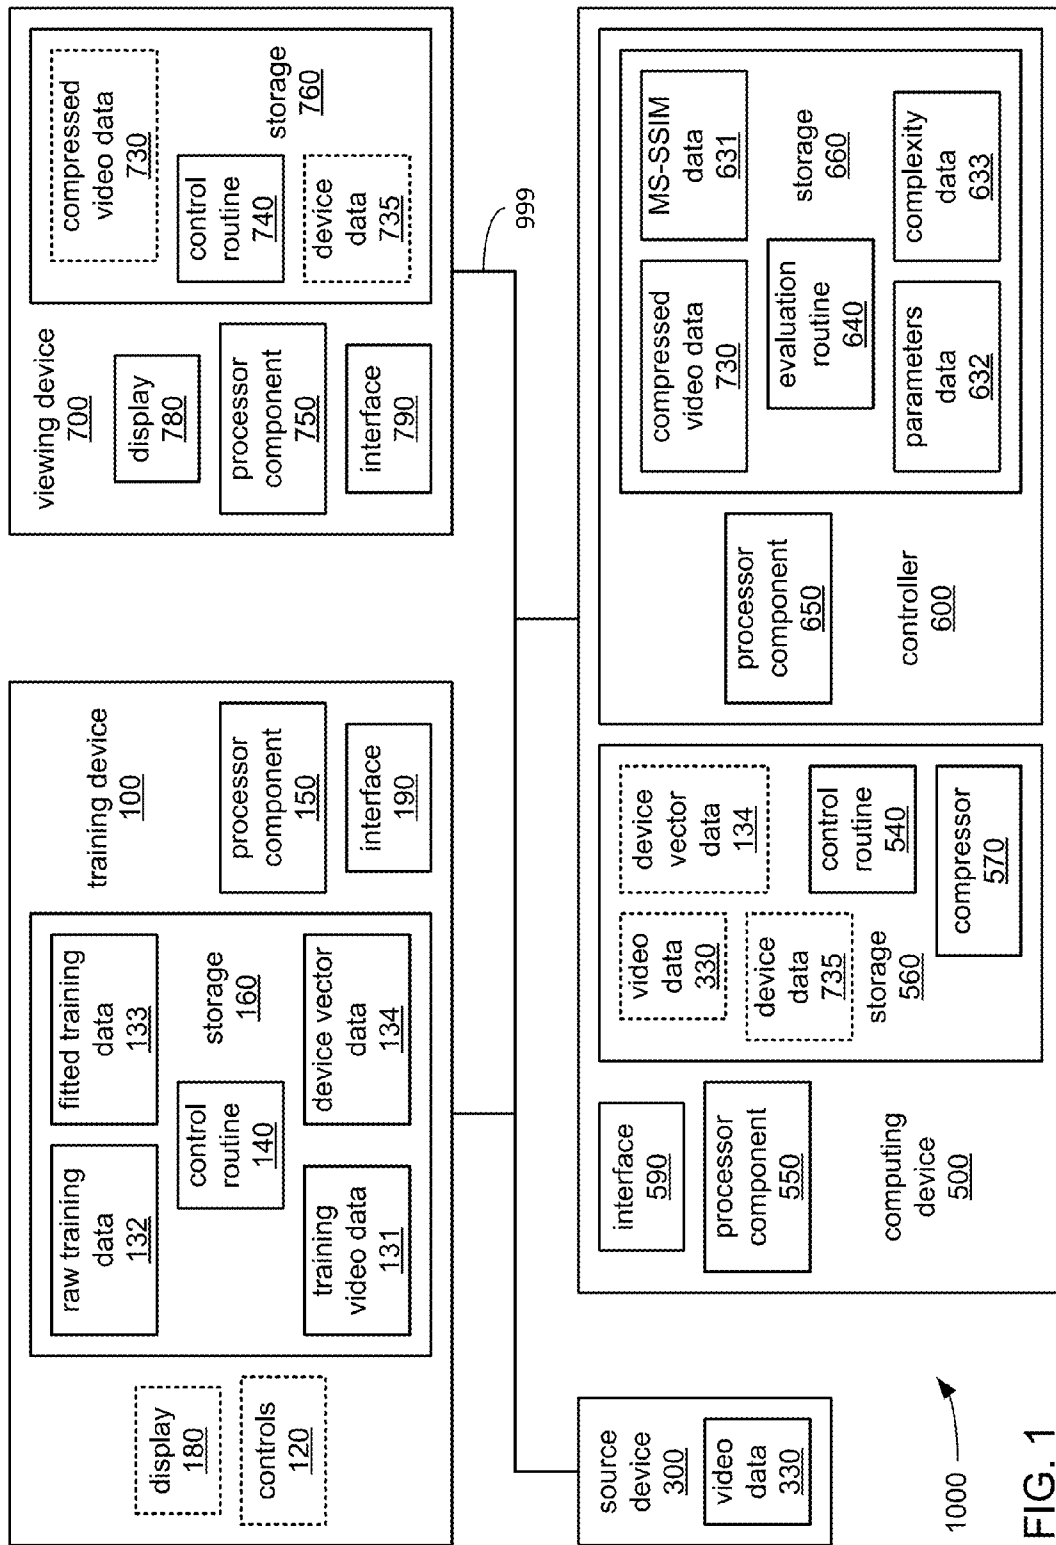 training device
100
display
180
controls
120
raw training
data
132
fitted training
data
133
control
routine
140
storage
160
training
video data
131
device vector
data
134
processor
component
150
interface
190
viewing device
700
display
780
processor
component
750
interface
790
compressed
video data
730
control
routine
740
storage
760
device
data
735
999
source
device
300
video
data
330
interface
590
processor
component
550
computing
device
500
video
data
330
device
vector
data
134
device
data
735
storage
560
control
routine
540
compressor
570
processor
component
650
controller
600
compressed
video data
730
MS-SSIM
data
631
evaluation
routine
640
storage
660
parameters
data
632
complexity
data
633
1000
FIG. 1